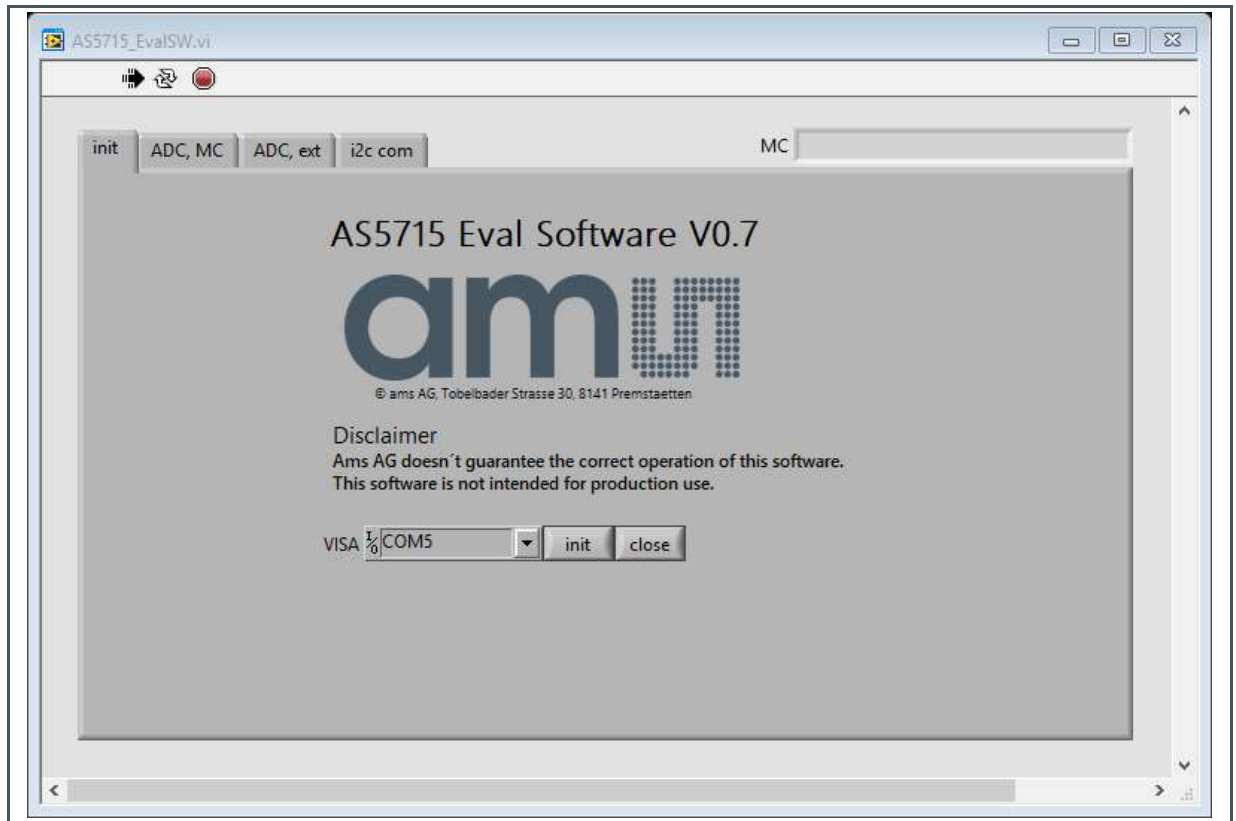 AS5715_EvalSW.vi
init ADC, MC ADC, ext i2c com MC
AS5715 Eval Software V0.7
am
© ams AG, Tobelbader Strasse 30, 8141 Premstaetten
Disclaimer
Ams AG doesn´t guarantee the correct operation of this software.
This software is not intended for production use.
VISA I/O COM5 init close